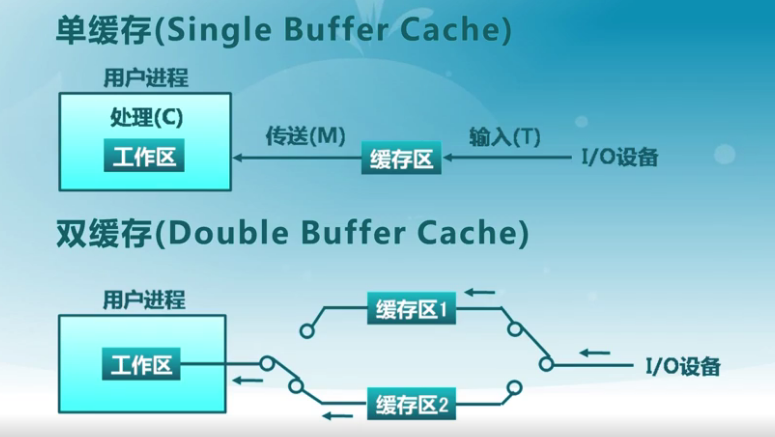 单缓存(Single Buffer Cache)
用户进程
处理(C)
工作区
传送(M)
缓存区
输入(T)
I/O设备
双缓存(Double Buffer Cache)
用户进程
工作区
缓存区1
缓存区2
I/O设备